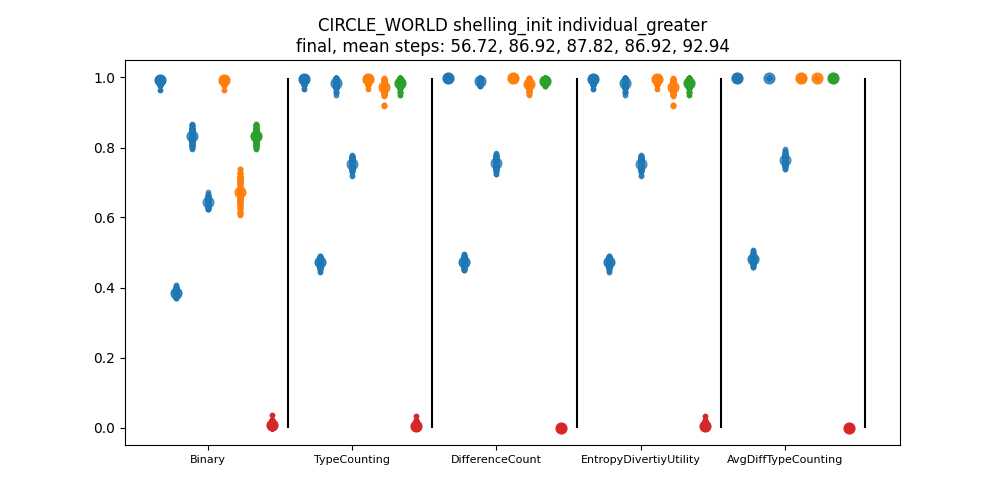 CIRCLE_WORLD shelling_init individual_greater
final, mean steps: 56.72, 86.92, 87.82, 86.92, 92.94
1.0
0.8
0.6
0.4
0.2
0.0
Binary
TypeCounting
DifferenceCount
EntropyDivertiyUtility
AvgDiffTypeCounting